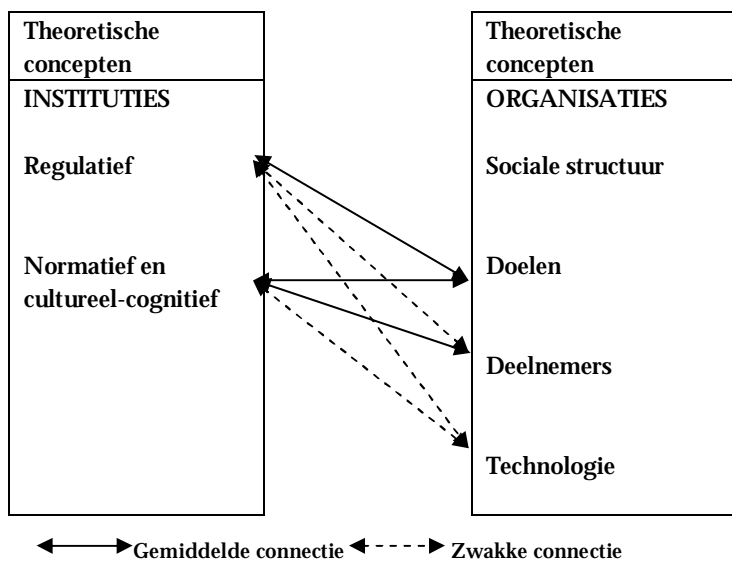 Theoretische
concepten
INSTITUTIES
Regulatief
Normatief en
cultureel-cognitief
Theoretische
concepten
ORGANISATIES
Sociale structuur
Doelen
Deelnemers
Technologie
Gemiddelde connectie
Zwakke connectie